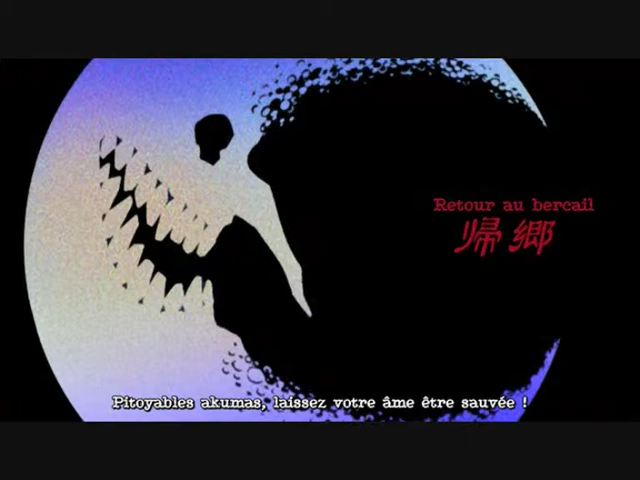 Retour au bercail
帰郷
Pitoyables akumas, laissez votre âme être sauvée !